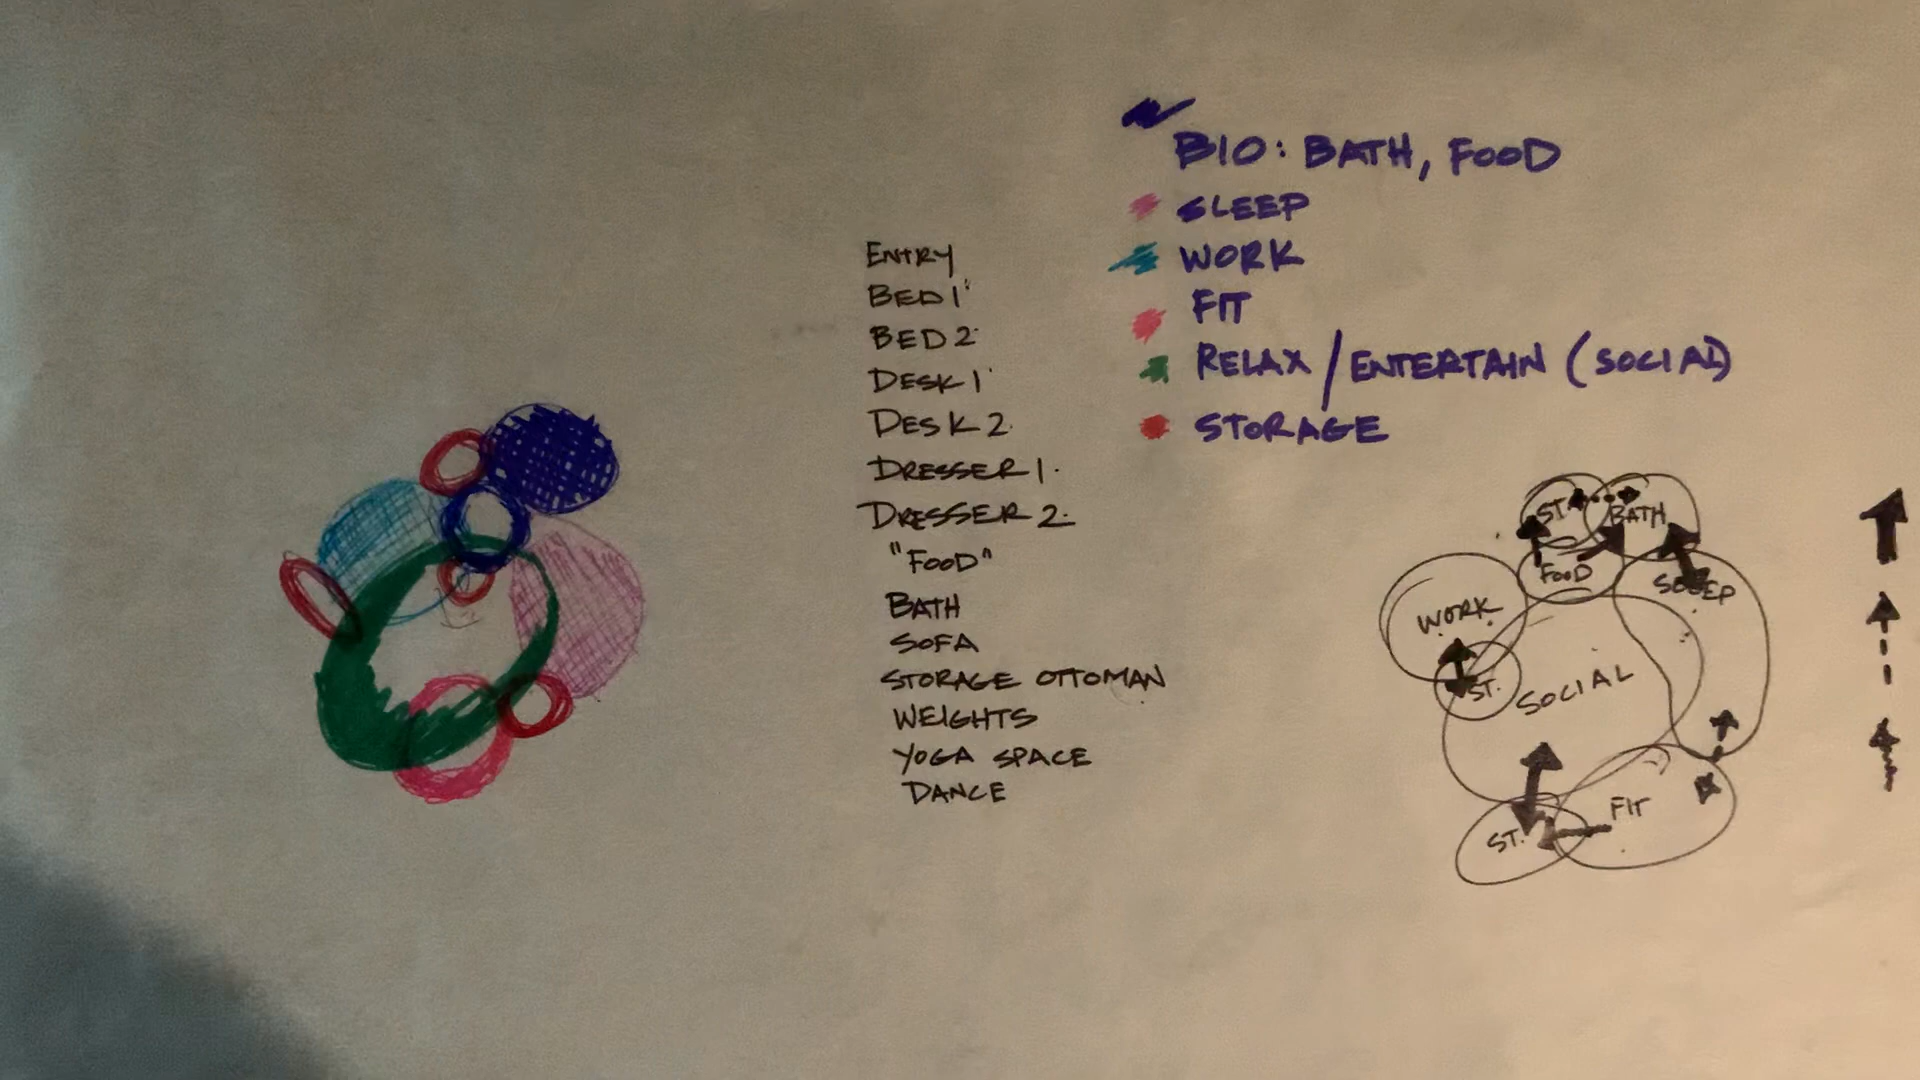 BIO: BATH, FOOD
SLEEP
WORK
FIT
RELAX / ENTERTAIN (SOCIAL)
STORAGE
ENTRY
BED 1
BED 2
DESK 1
DESK 2
DRESSER 1
DRESSER 2
"FOOD"
BATH
SOFA
STORAGE OTTOMAN
WEIGHTS
YOGA SPACE
DANCE
ST.
BATH
FOOD
SLEEP
WORK
ST.
SOCIAL
FIT
ST.